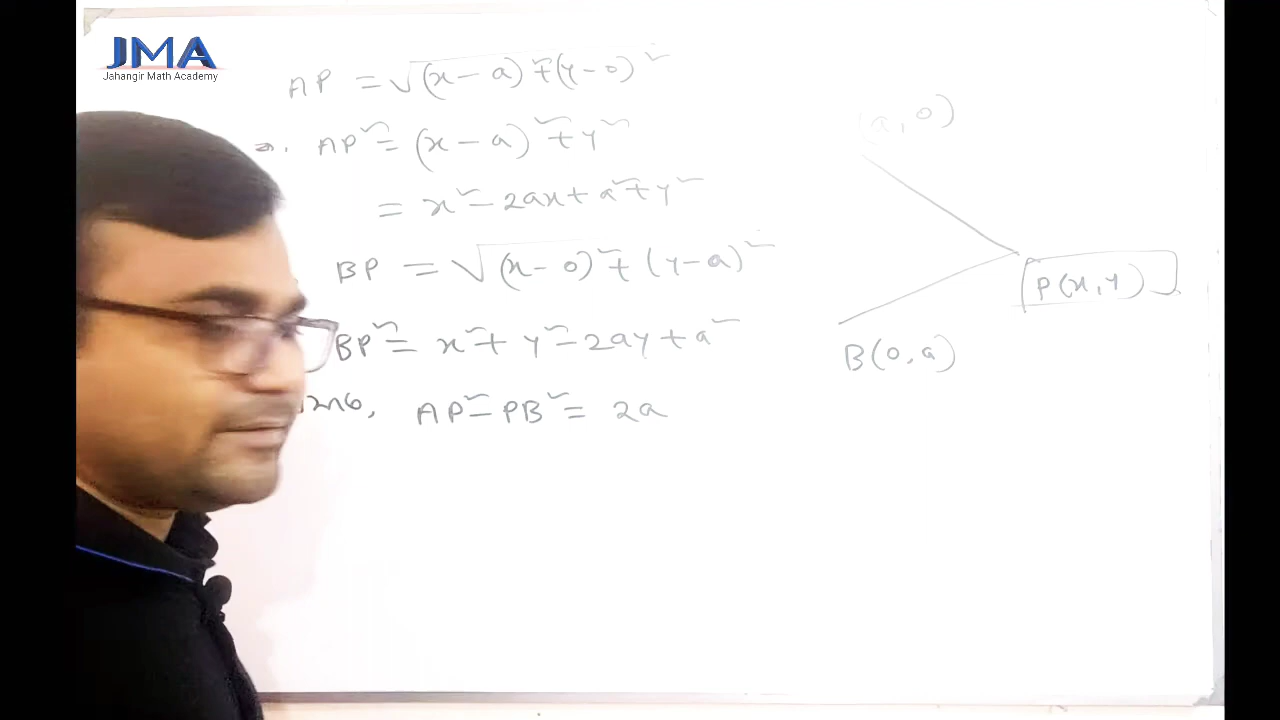 JMA
Jahangir Math Academy
AP = √(x-a)²+(y-0)²
AP² = (x-a)²+y²
= x²-2ax+a²+y²
BP = √(x-0)²+(y-a)²
BP² = x²+y²-2ay+a²
AP²-PB² = 2a
(a,0)
P(x,y)
B(0,a)